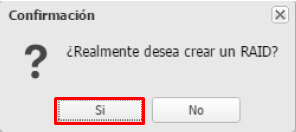 Confirmación
¿Realmente desea crear un RAID?
Si
No